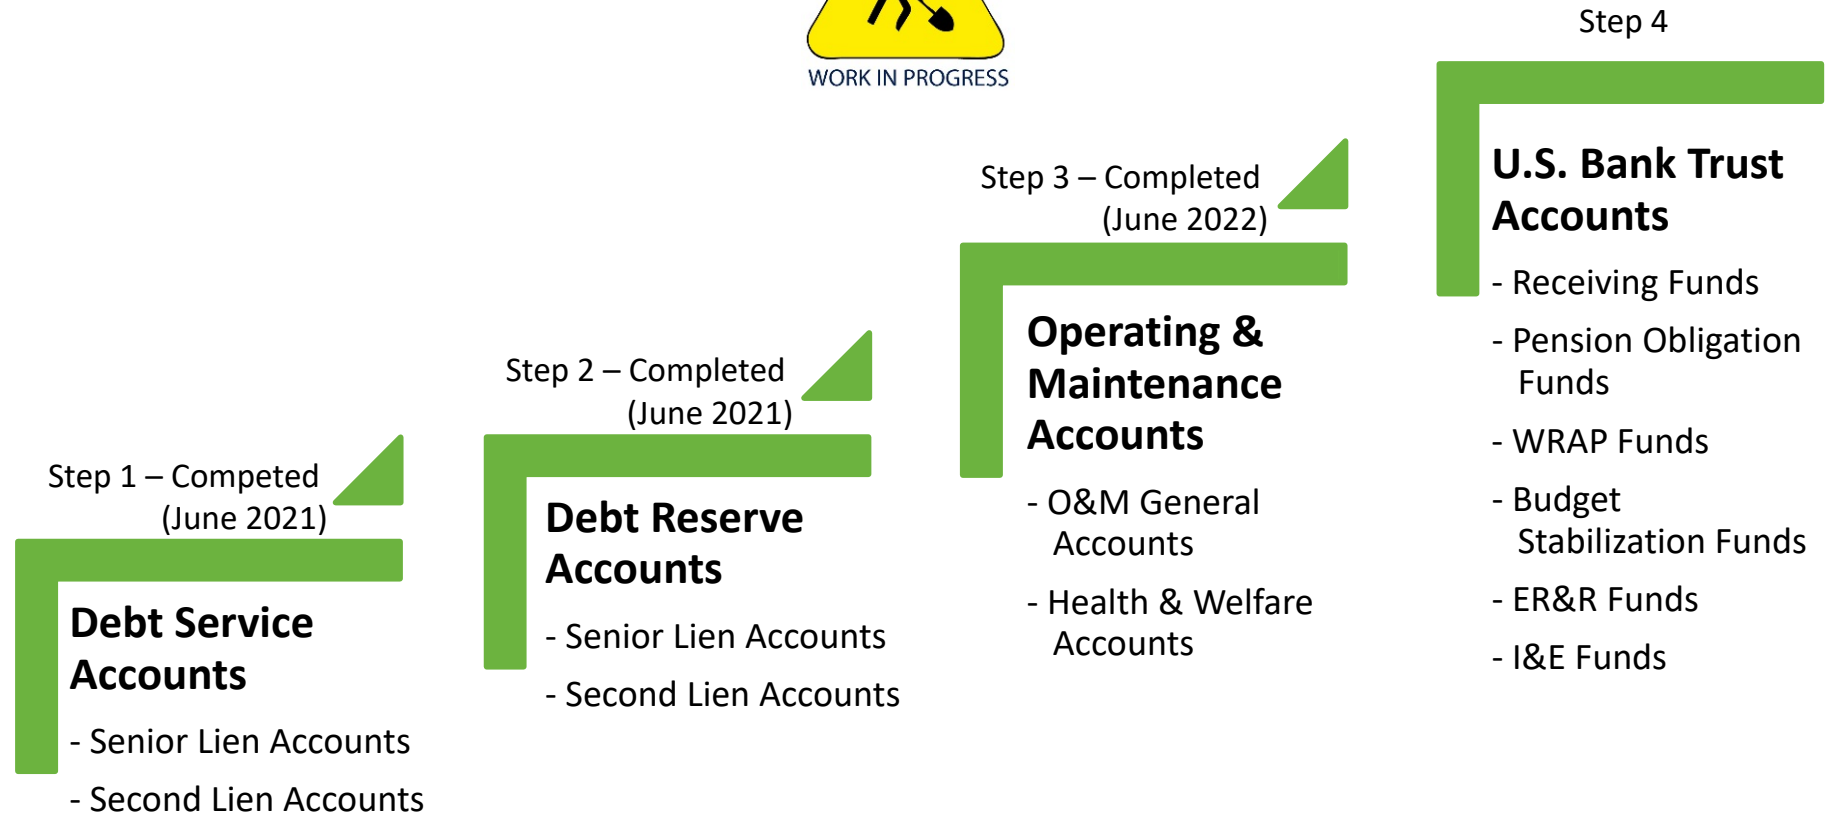 WORK IN PROGRESS
Step 1 – Competed
(June 2021)
Debt Service
Accounts
- Senior Lien Accounts
- Second Lien Accounts
Step 2 – Completed
(June 2021)
Debt Reserve
Accounts
- Senior Lien Accounts
- Second Lien Accounts
Step 3 – Completed
(June 2022)
Operating &
Maintenance
Accounts
- O&M General
Accounts
- Health & Welfare
Accounts
Step 4
U.S. Bank Trust
Accounts
- Receiving Funds
- Pension Obligation
Funds
- WRAP Funds
- Budget
Stabilization Funds
- ER&R Funds
- I&E Funds